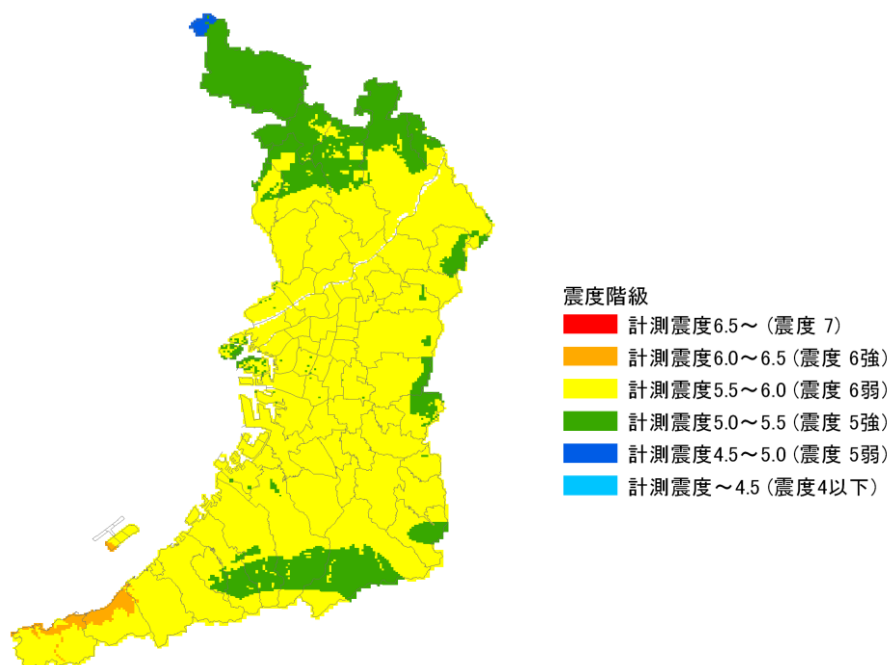 震度階級
計測震度6.5~ (震度 7)
計測震度6.0~6.5 (震度 6強)
計測震度5.5~6.0 (震度 6弱)
計測震度5.0~5.5 (震度 5強)
計測震度4.5~5.0 (震度 5弱)
計測震度~4.5 (震度4以下)